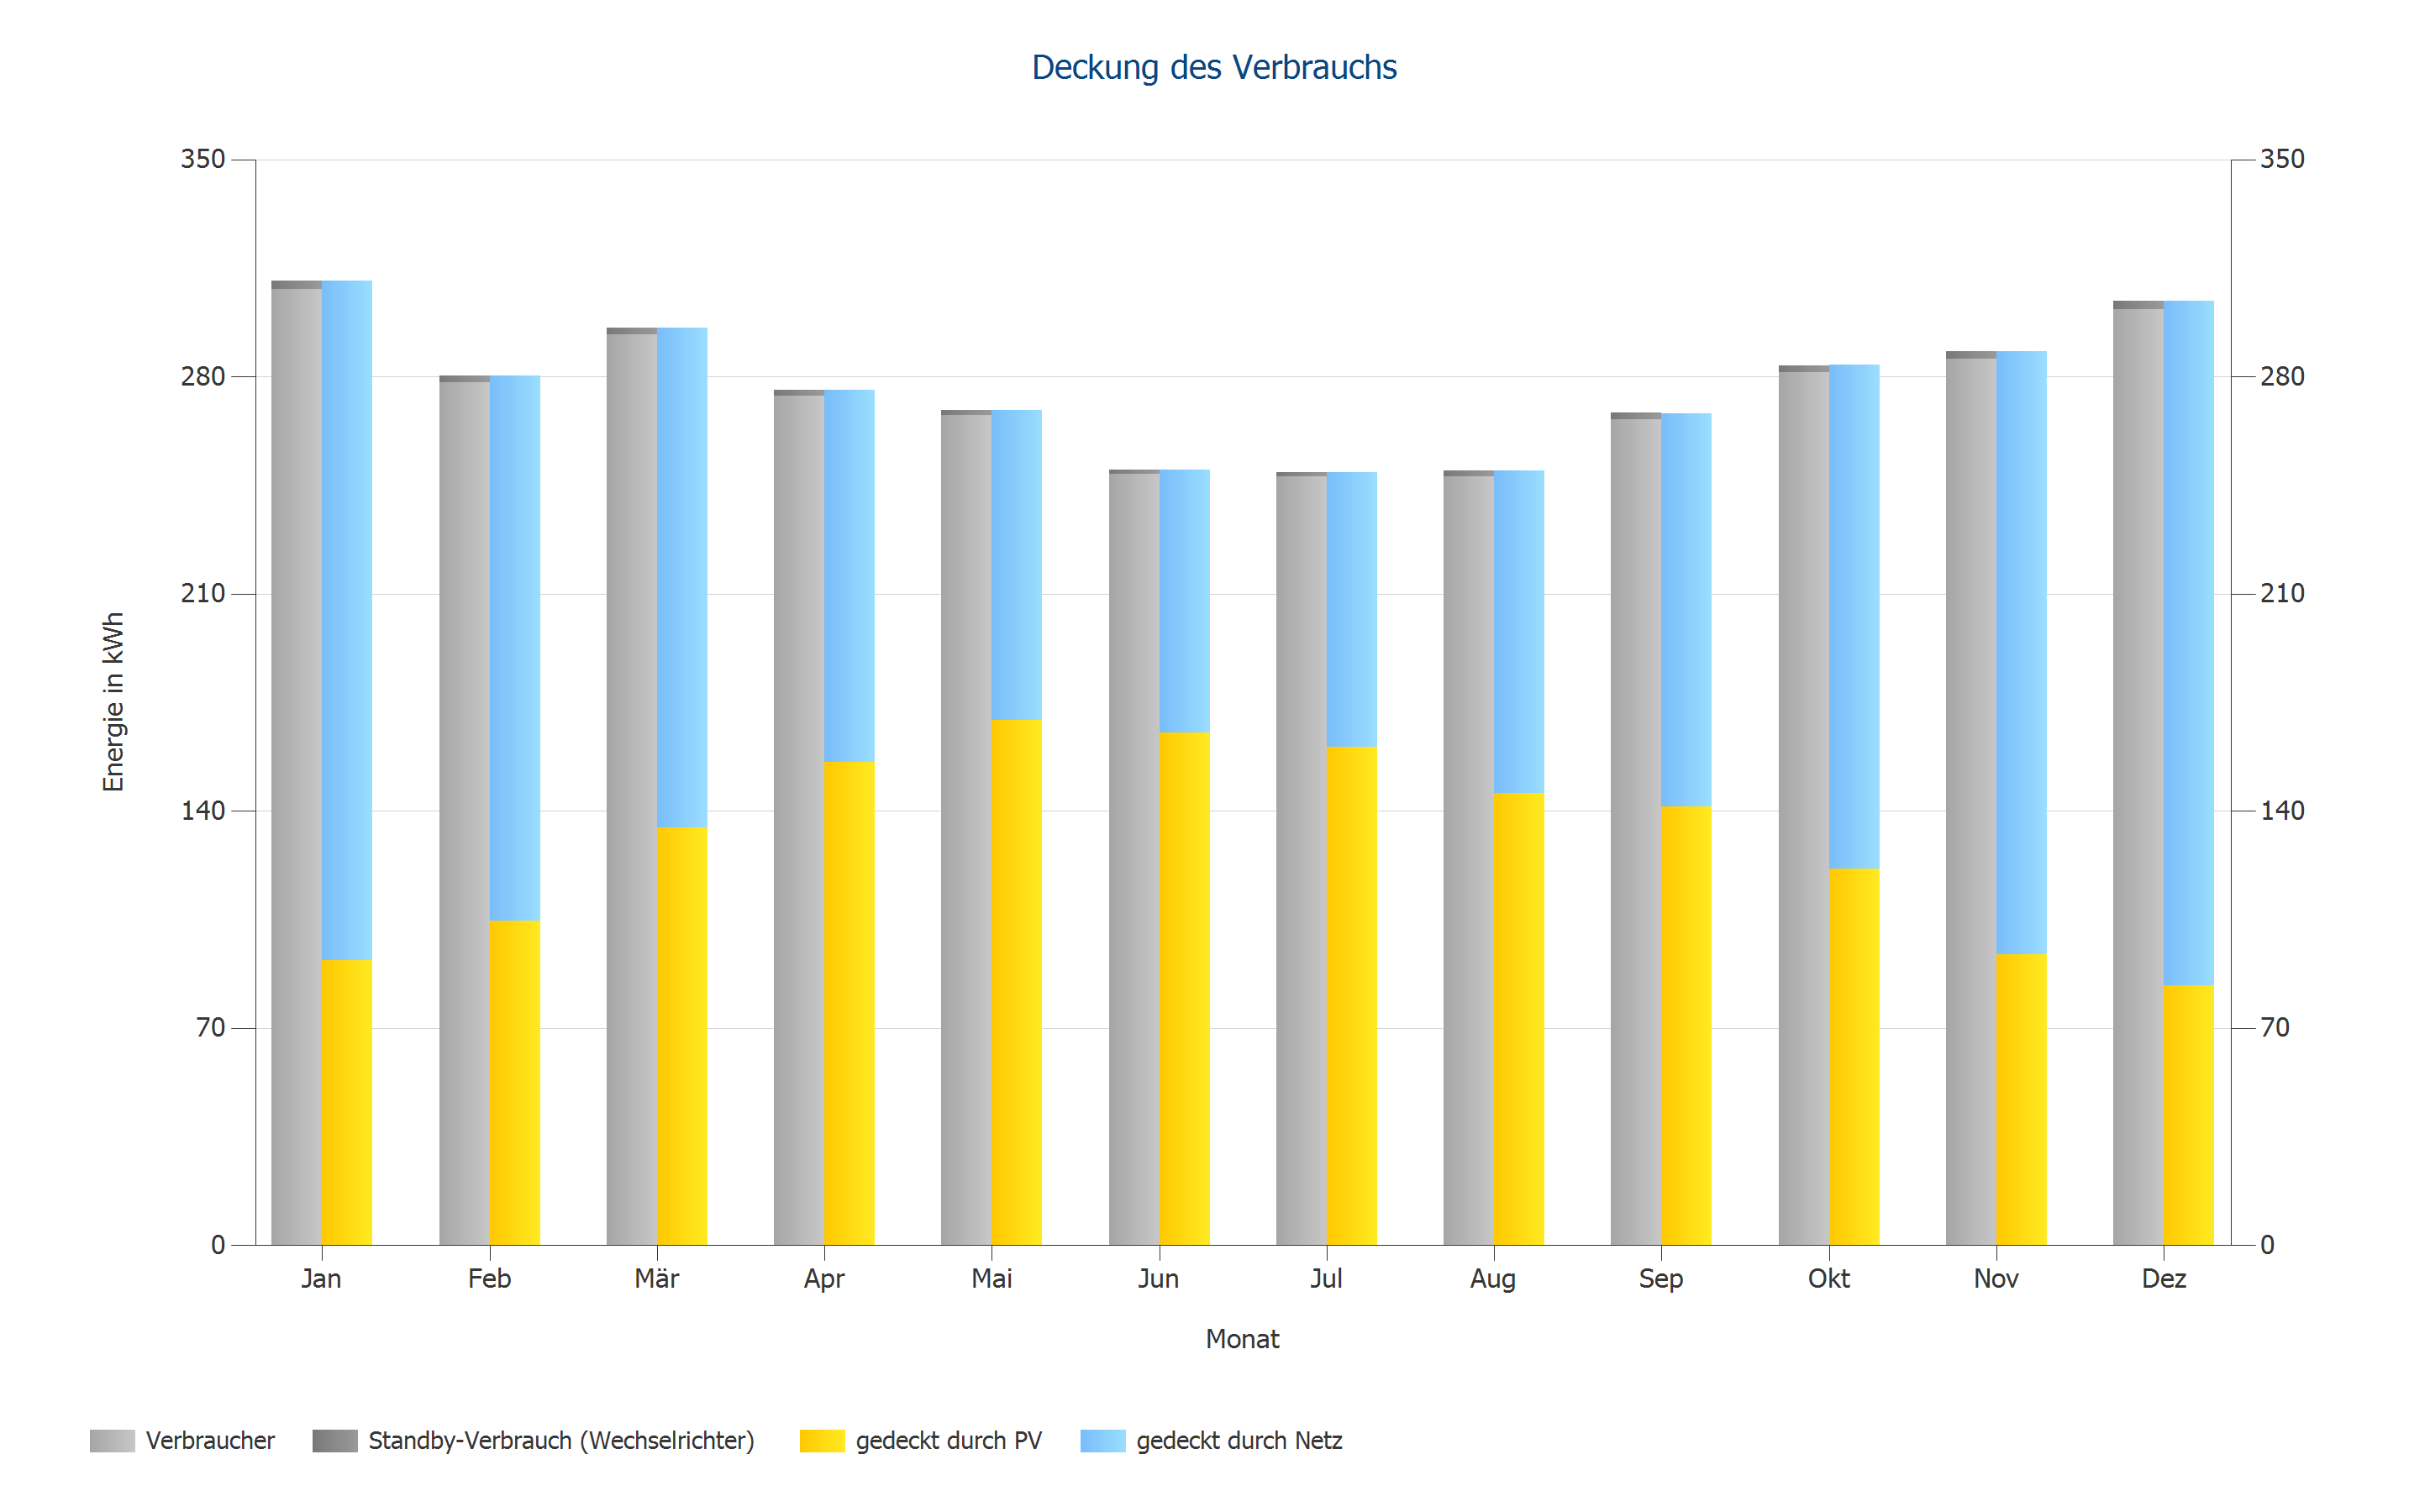 Deckung des Verbrauchs
350 350
280 280
210 210
140 140
70 70
0 0
Energie in kWh
Jan Feb Mär Apr Mai Jun Jul Aug Sep Okt Nov Dez
Monat
Verbraucher Standby-Verbrauch (Wechselrichter) gedeckt durch PV gedeckt durch Netz